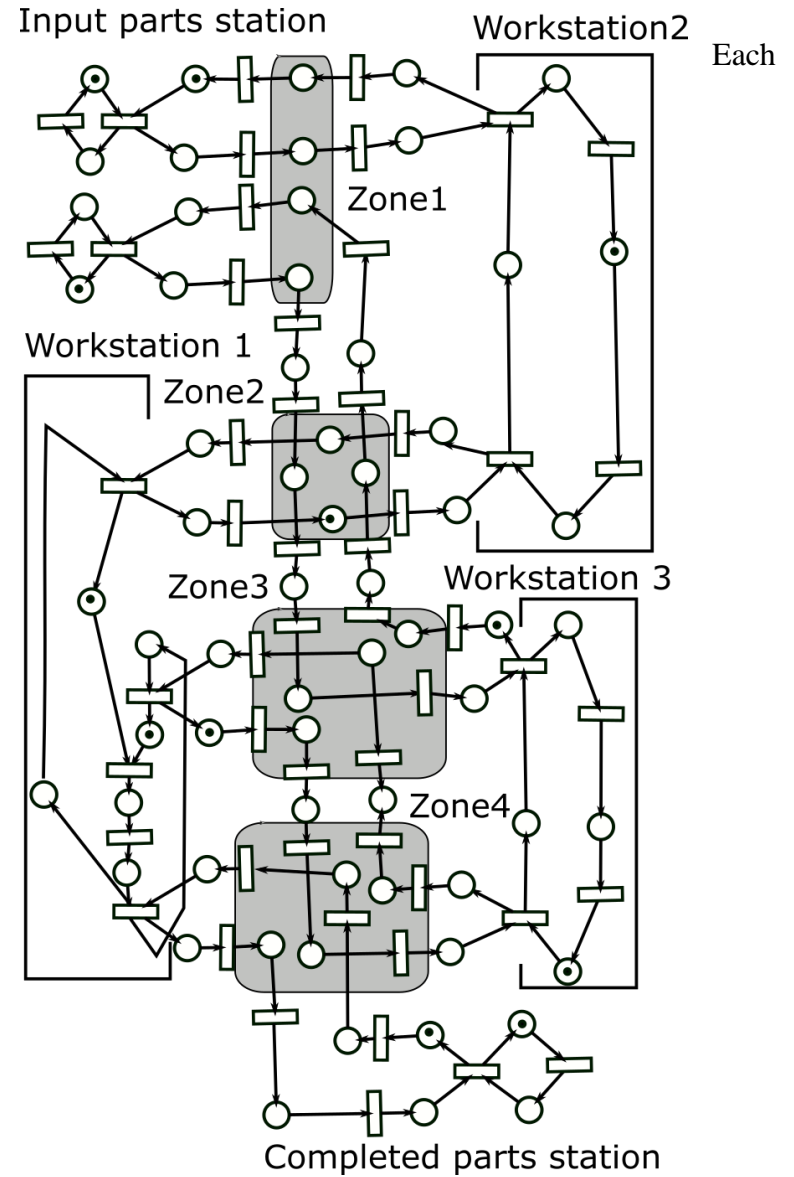 Input parts station
Workstation2
Each
Zone1
Workstation 1
Zone2
Zone3
Workstation 3
Zone4
Completed parts station